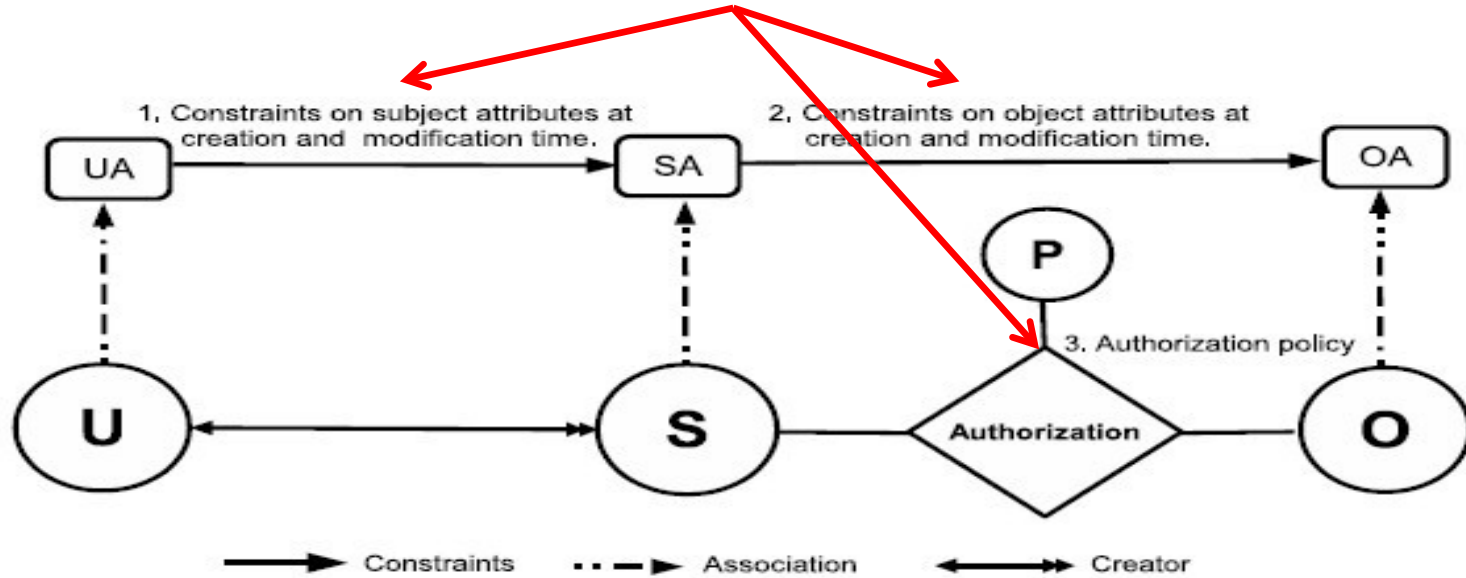 1, Constraints on subject attributes at
creation and modification time.
2, Constraints on object attributes at
creation and modification time.
UA
SA
OA
P
3. Authorization policy
U
S
Authorization
O
Constraints
Association
Creator